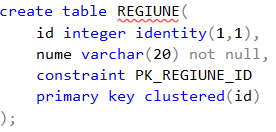 create table REGIUNE(
    id integer identity(1,1),
    nume varchar(20) not null,
    constraint PK_REGIUNE_ID
    primary key clustered(id)
);